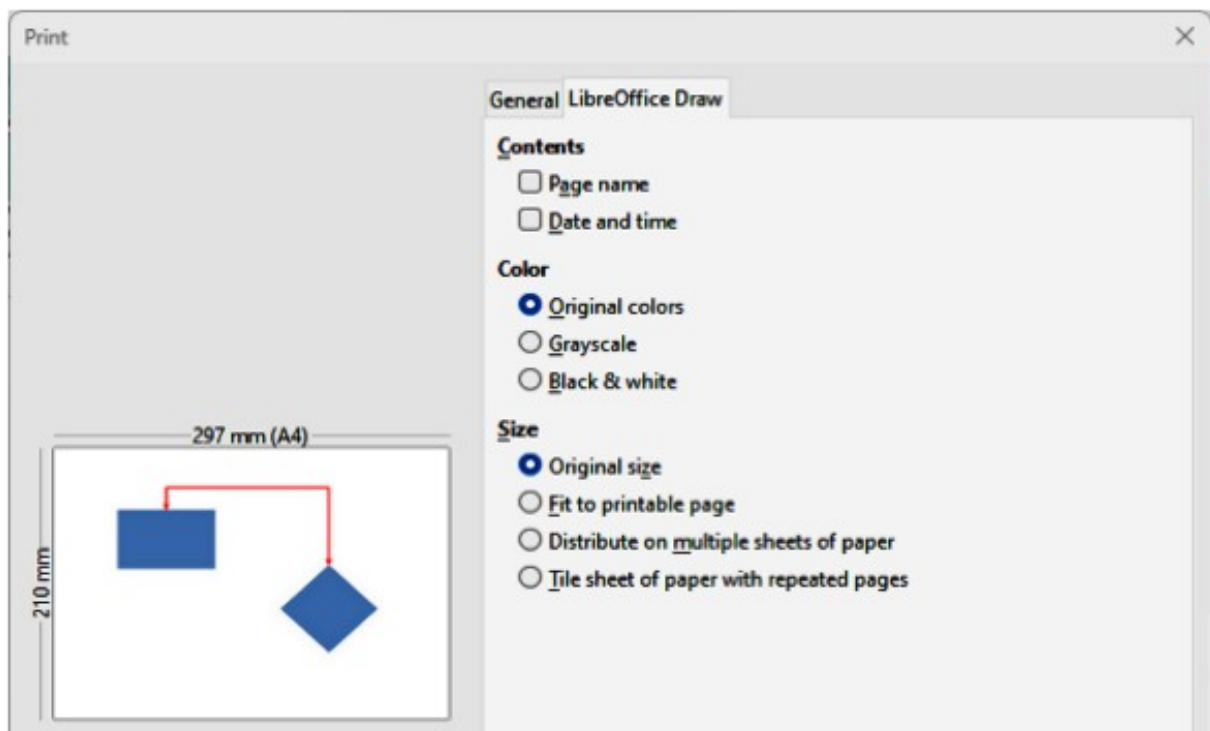 Print
General LibreOffice Draw
Contents
Page name
Date and time
Color
Original colors
Grayscale
Black & white
Size
Original size
Fit to printable page
Distribute on multiple sheets of paper
Tile sheet of paper with repeated pages
297 mm (A4)
210 mm